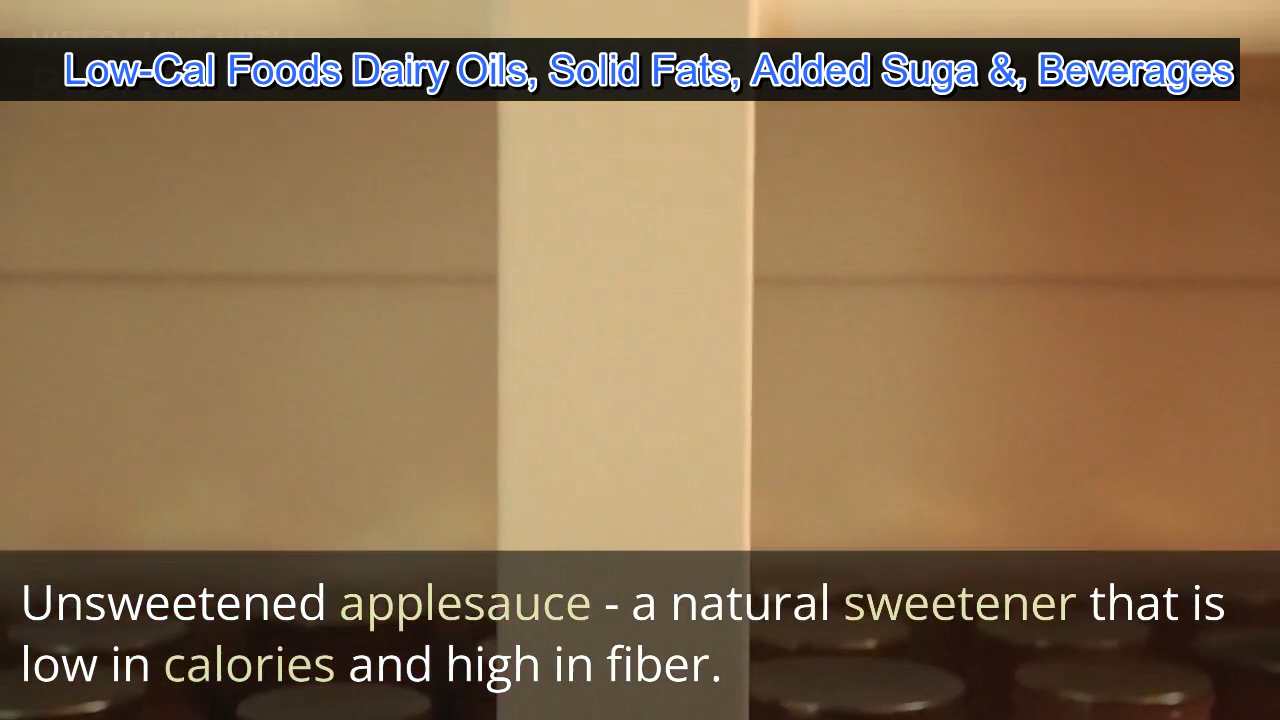 Low-Cal Foods Dairy Oils, Solid Fats, Added Suga &, Beverages
Unsweetened applesauce - a natural sweetener that is
low in calories and high in fiber.